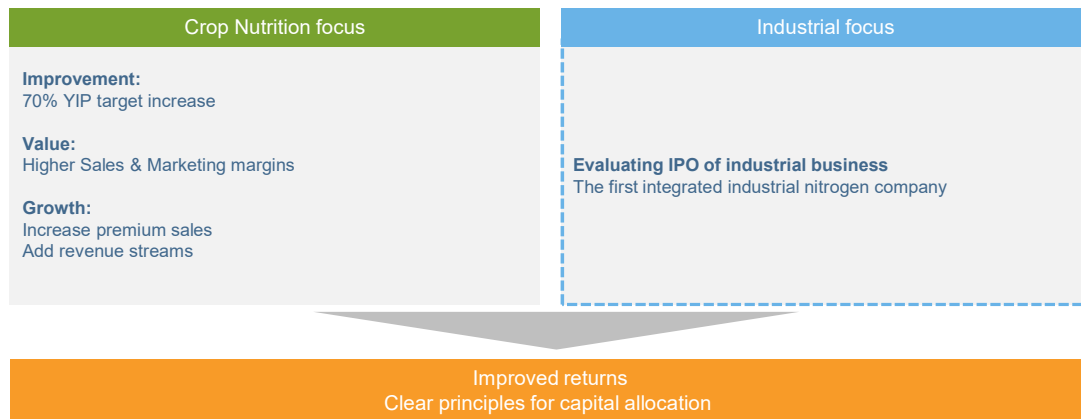 Crop Nutrition focus
Improvement:
70% YIP target increase
Value:
Higher Sales & Marketing margins
Growth:
Increase premium sales
Add revenue streams
Industrial focus
Evaluating IPO of industrial business
The first integrated industrial nitrogen company
Improved returns
Clear principles for capital allocation